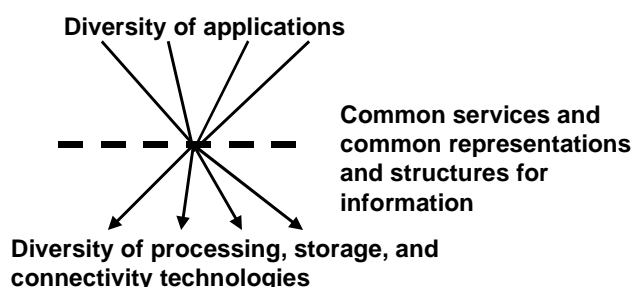 Diversity of applications
Common services and
common representations
and structures for
information
Diversity of processing, storage, and
connectivity technologies